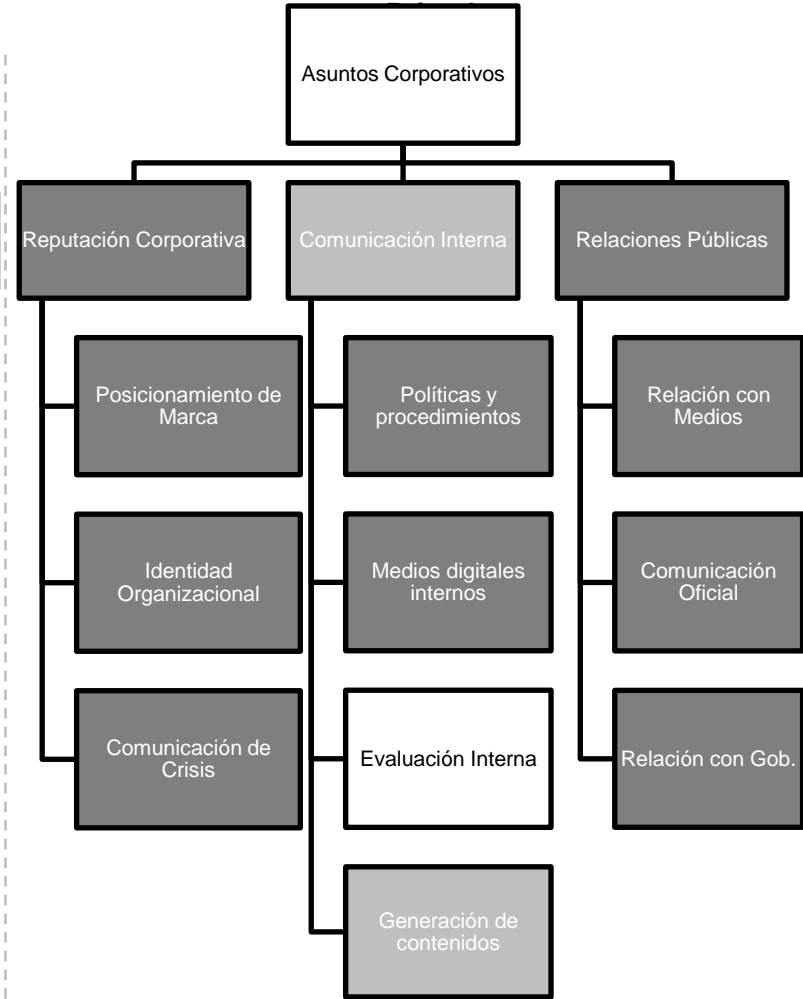 Asuntos Corporativos
Reputación Corporativa
Comunicación Interna
Relaciones Públicas
Posicionamiento de
Marca
Políticas y
procedimientos
Relación con
Medios
Identidad
Organizacional
Medios digitales
internos
Comunicación
Oficial
Comunicación de
Crisis
Evaluación Interna
Relación con Gob.
Generación de
contenidos